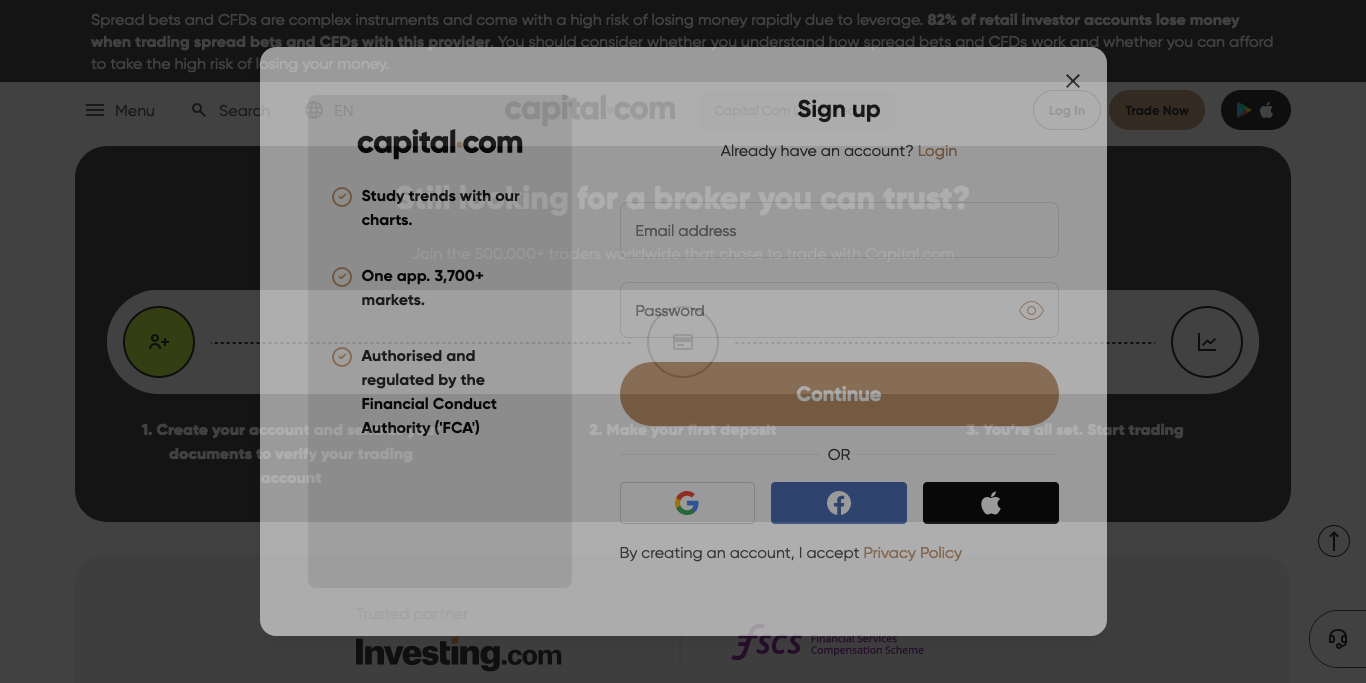 Spread bets and CFDs are complex instruments and come with a high risk of losing money rapidly due to leverage. 82% of retail investor accounts lose money
when trading spread bets and CFDs with this provider. You should consider whether you understand how spread bets and CFDs work and whether you can afford
to take the high risk of losing your money.
Menu
Search
EN
capital.com
Capital Com
Log In
Trade Now
Still looking for a broker you can trust?
Join the 500.000+ traders worldwide that chose to trade with Capital.com
1. Create your account and
documents to verify your trading
account
2. Make your first deposit
3. You're all set. Start trading
Trusted partner
Investing.com
fscs
Financial Services
Compensation Scheme
capital.com
Study trends with our
charts.
One app. 3,700+
markets.
Authorised and
regulated by the
Financial Conduct
Authority ('FCA')
Sign up
Already have an account? Login
Email address
Password
Continue
OR
By creating an account, I accept Privacy Policy